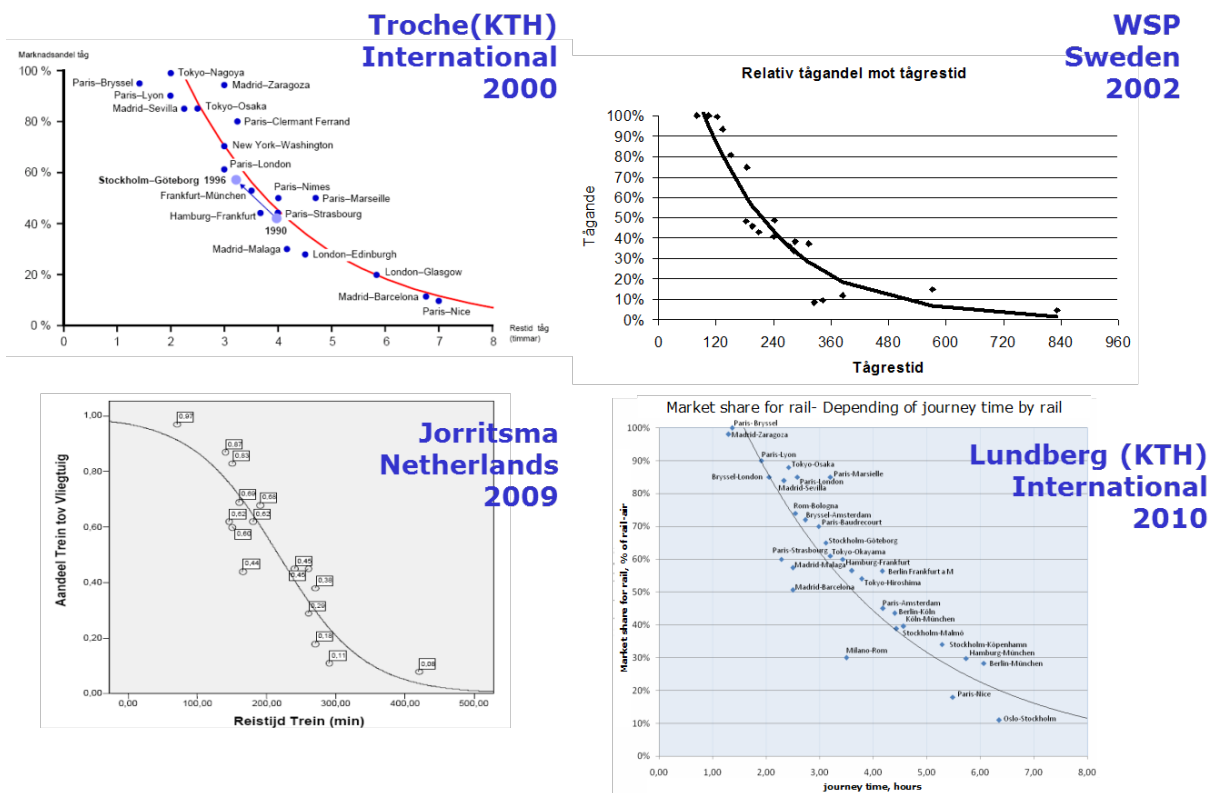 Troche(KTH)
International
2000
Marknadsandel tåg
100 %
80 %
60 %
40 %
20 %
0 %
Tokyo–Nagoya
Paris–Bryssel
Madrid–Zaragoza
Paris–Lyon
Madrid–Sevilla
Tokyo–Osaka
Paris–Clermant Ferrand
New York–Washington
Paris–London
Stockholm–Göteborg 1996
Paris–Nimes
Frankfurt–München
Paris–Marseille
Hamburg–Frankfurt
Paris–Strasbourg
1990
Madrid–Malaga
London–Edinburgh
London–Glasgow
Madrid–Barcelona
Paris–Nice
Restid tåg
(timmar)
0 1 2 3 4 5 6 7 8
WSP
Sweden
2002
Relativ tågandel mot tågrestid
100%
90%
80%
70%
60%
50%
40%
30%
20%
10%
0%
Tågande
0 120 240 360 480 600 720 840 960
Tågrestid
Jorritsma
Netherlands
2009
1,00
0,80
0,60
0,40
0,20
0,00
Aandeel Trein tov Vliegtuig
0,97
0,87
0,83
0,69
0,68
0,62
0,62
0,60
0,44
0,45
0,45
0,38
0,29
0,18
0,11
0,08
0,00 100,00 200,00 300,00 400,00 500,00
Reistijd Trein (min)
Lundberg (KTH)
International
2010
Market share for rail- Depending of journey time by rail
100%
90%
80%
70%
60%
50%
40%
30%
20%
10%
0%
Market share for rail, % of rail-air
Paris-Bryssel
Madrid-Zaragoza
Paris-Lyon
Tokyo-Osaka
Bryssel-London
Paris-Marsielle
Paris-London
Madrid-Sevilla
Rom-Bologna
Bryssel-Amsterdam
Paris-Baudrecourt
Stockholm-Göteborg
Paris-Strasbourg
Tokyo-Okayama
Hamburg-Frankfurt
Madrid-Malaga
Berlin Frankfurt a M
Tokyo-Hiroshima
Madrid-Barcelona
Paris-Amsterdam
Berlin-Köln
Köln-München
Stockholm-Malmö
Stockholm-Köpenhamn
Milano-Rom
Hamburg-München
Berlin-München
Paris-Nice
Oslo-Stockholm
0,00 1,00 2,00 3,00 4,00 5,00 6,00 7,00 8,00
journey time, hours